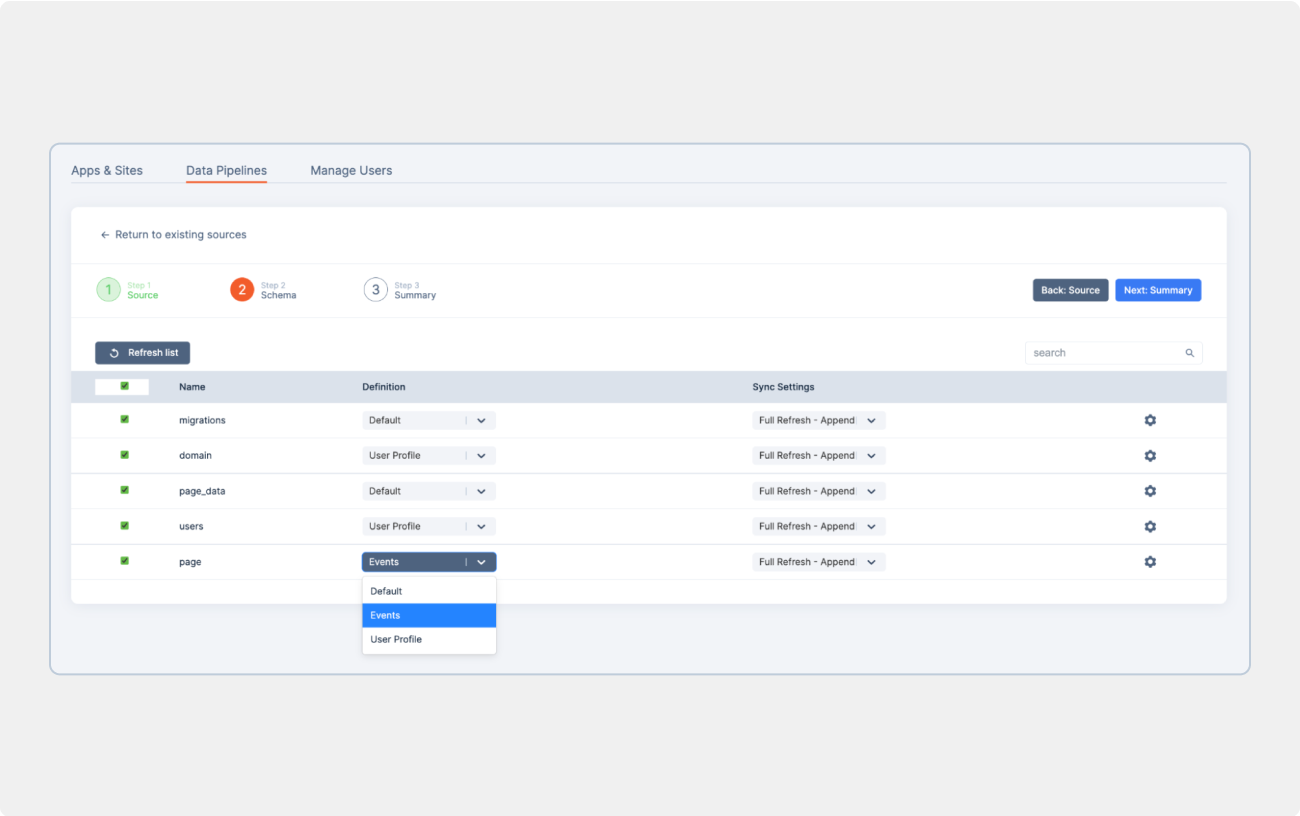 Apps & Sites Data Pipelines Manage Users
← Return to existing sources
1 Step 1 Source
2 Step 2 Schema
3 Step 3 Summary
Back: Source Next: Summary
Refresh list search
Name Definition Sync Settings
migrations Default Full Refresh - Append
domain User Profile Full Refresh - Append
page_data Default Full Refresh - Append
users User Profile Full Refresh - Append
page Events Full Refresh - Append
Default
Events
User Profile